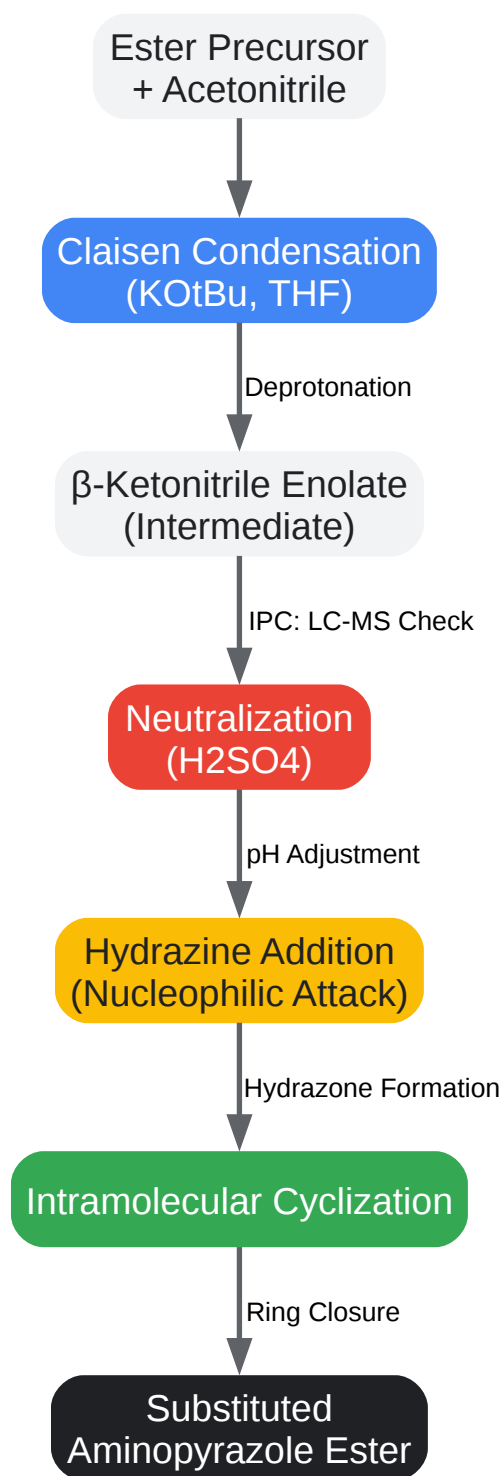 Ester Precursor
+ Acetonitrile
Claisen Condensation
(KOtBu, THF)
Deprotonation
β-Ketonitrile Enolate
(Intermediate)
IPC: LC-MS Check
Neutralization
(H2SO4)
pH Adjustment
Hydrazine Addition
(Nucleophilic Attack)
Hydrazone Formation
Intramolecular Cyclization
Ring Closure
Substituted
Aminopyrazole Ester